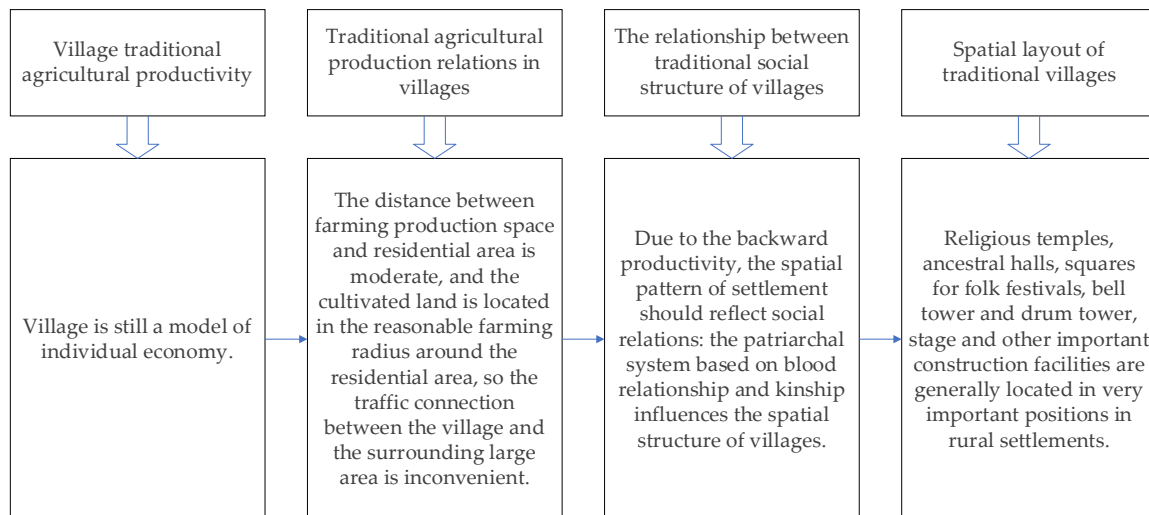 Village traditional
agricultural productivity
Traditional agricultural
production relations in
villages
The relationship between
traditional social
structure of villages
Spatial layout of
traditional villages
Village is still a model of
individual economy.
The distance between
farming production space
and residential area is
moderate, and the
cultivated land is located
in the reasonable farming
radius around the
residential area, so the
traffic connection
between the village and
the surrounding large
area is inconvenient.
Due to the backward
productivity, the spatial
pattern of settlement
should reflect social
relations: the patriarchal
system based on blood
relationship and kinship
influences the spatial
structure of villages.
Religious temples,
ancestral halls, squares
for folk festivals, bell
tower and drum tower,
stage and other important
construction facilities are
generally located in very
important positions in
rural settlements.